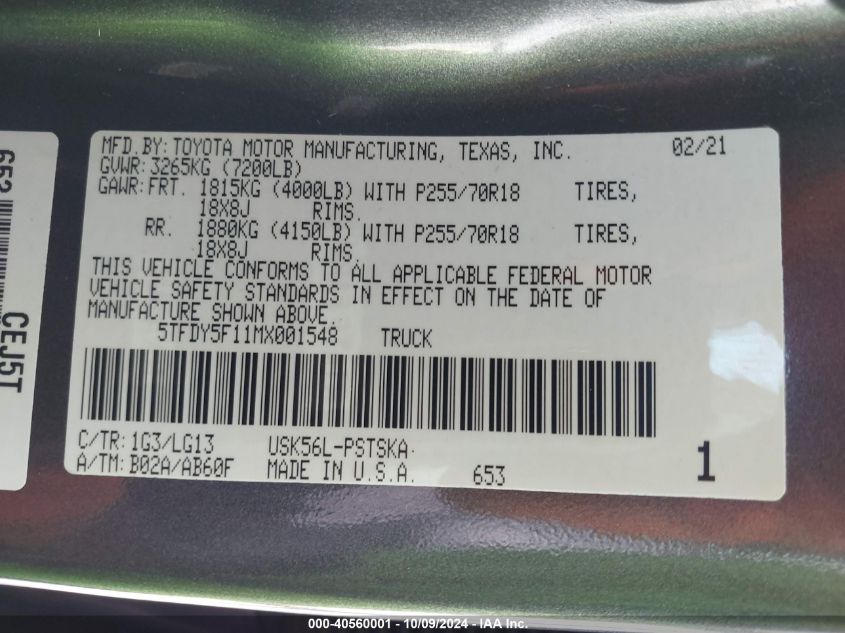 MFD.BY:TOYOTA MOTOR MANUFACTURING, TEXAS, INC. 02/21
GVWR:3265KG (7200LB)
GAWR:FRT. 1815KG (4000LB) WITH P255/70R18 TIRES,
18X8J RIMS.
RR. 1880KG (4150LB) WITH P255/70R18 TIRES,
18X8J RIMS.
THIS VEHICLE CONFORMS TO ALL APPLICABLE FEDERAL MOTOR
VEHICLE SAFETY STANDARDS IN EFFECT ON THE DATE OF
MANUFACTURE SHOWN ABOVE.
5TFDY5F11MX001548 TRUCK
C/TR:1G3/LG13 USK56L-PSTSKA
A/TM:B02A/AB60F MADE IN U.S.A. 653 1
653
CEJ5T
000-40560001 - 10/09/2024 - IAA Inc.